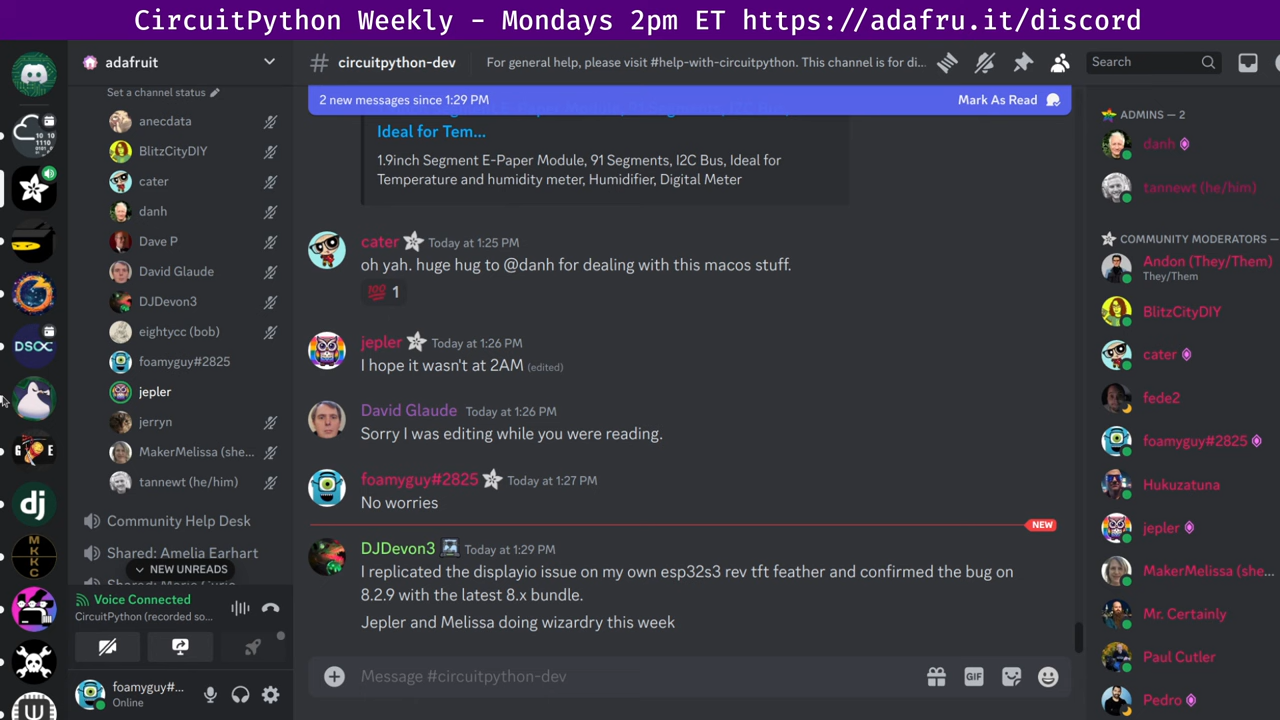 CircuitPython Weekly - Mondays 2pm ET https://adafru.it/discord
adafruit
Set a channel status
anecdata
BlitzCityDIY
cater
danh
Dave P
David Glaude
DJDevon3
eightycc (bob)
foamyguy#2825
jepler
jerryn
MakerMelissa (she...
tannewt (he/him)
Community Help Desk
Shared: Amelia Earhart
NEW UNREADS
Voice Connected
CircuitPython (recorded so...
foamyguy#...
Online
DSOC
dj
M
K K
C
# circuitpython-dev
For general help, please visit #help-with-circuitpython. This channel is for di...
Search
2 new messages since 1:29 PM
Mark As Read
Ideal for Tem...
1.9inch Segment E-Paper Module, 91 Segments, I2C Bus, Ideal for
Temperature and humidity meter, Humidifier, Digital Meter
cater Today at 1:25 PM
oh yah. huge hug to @danh for dealing with this macos stuff.
100 1
jepler Today at 1:26 PM
I hope it wasn't at 2AM (edited)
David Glaude Today at 1:26 PM
Sorry I was editing while you were reading.
foamyguy#2825 Today at 1:27 PM
No worries
NEW
DJDevon3 Today at 1:29 PM
I replicated the displayio issue on my own esp32s3 rev tft feather and confirmed the bug on
8.2.9 with the latest 8.x bundle.
Jepler and Melissa doing wizardry this week
Message #circuitpython-dev
GIF
ADMINS — 2
danh
tannewt (he/him)
COMMUNITY MODERATORS —
Andon (They/Them)
They/Them
BlitzCityDIY
cater
fede2
foamyguy#2825
Hukuzatuna
jepler
MakerMelissa (she...
Mr. Certainly
Paul Cutler
Pedro